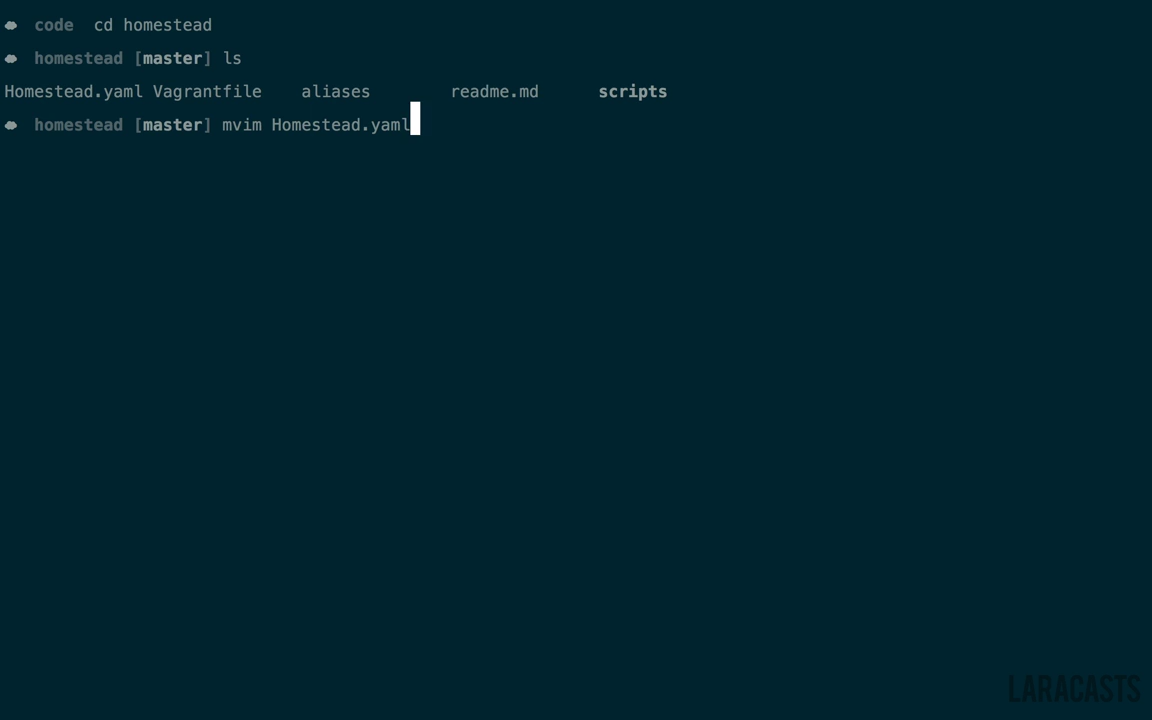 code cd homestead
homestead [master] ls
Homestead.yaml Vagrantfile aliases readme.md scripts
homestead [master] mvim Homestead.yaml
LARACASTS